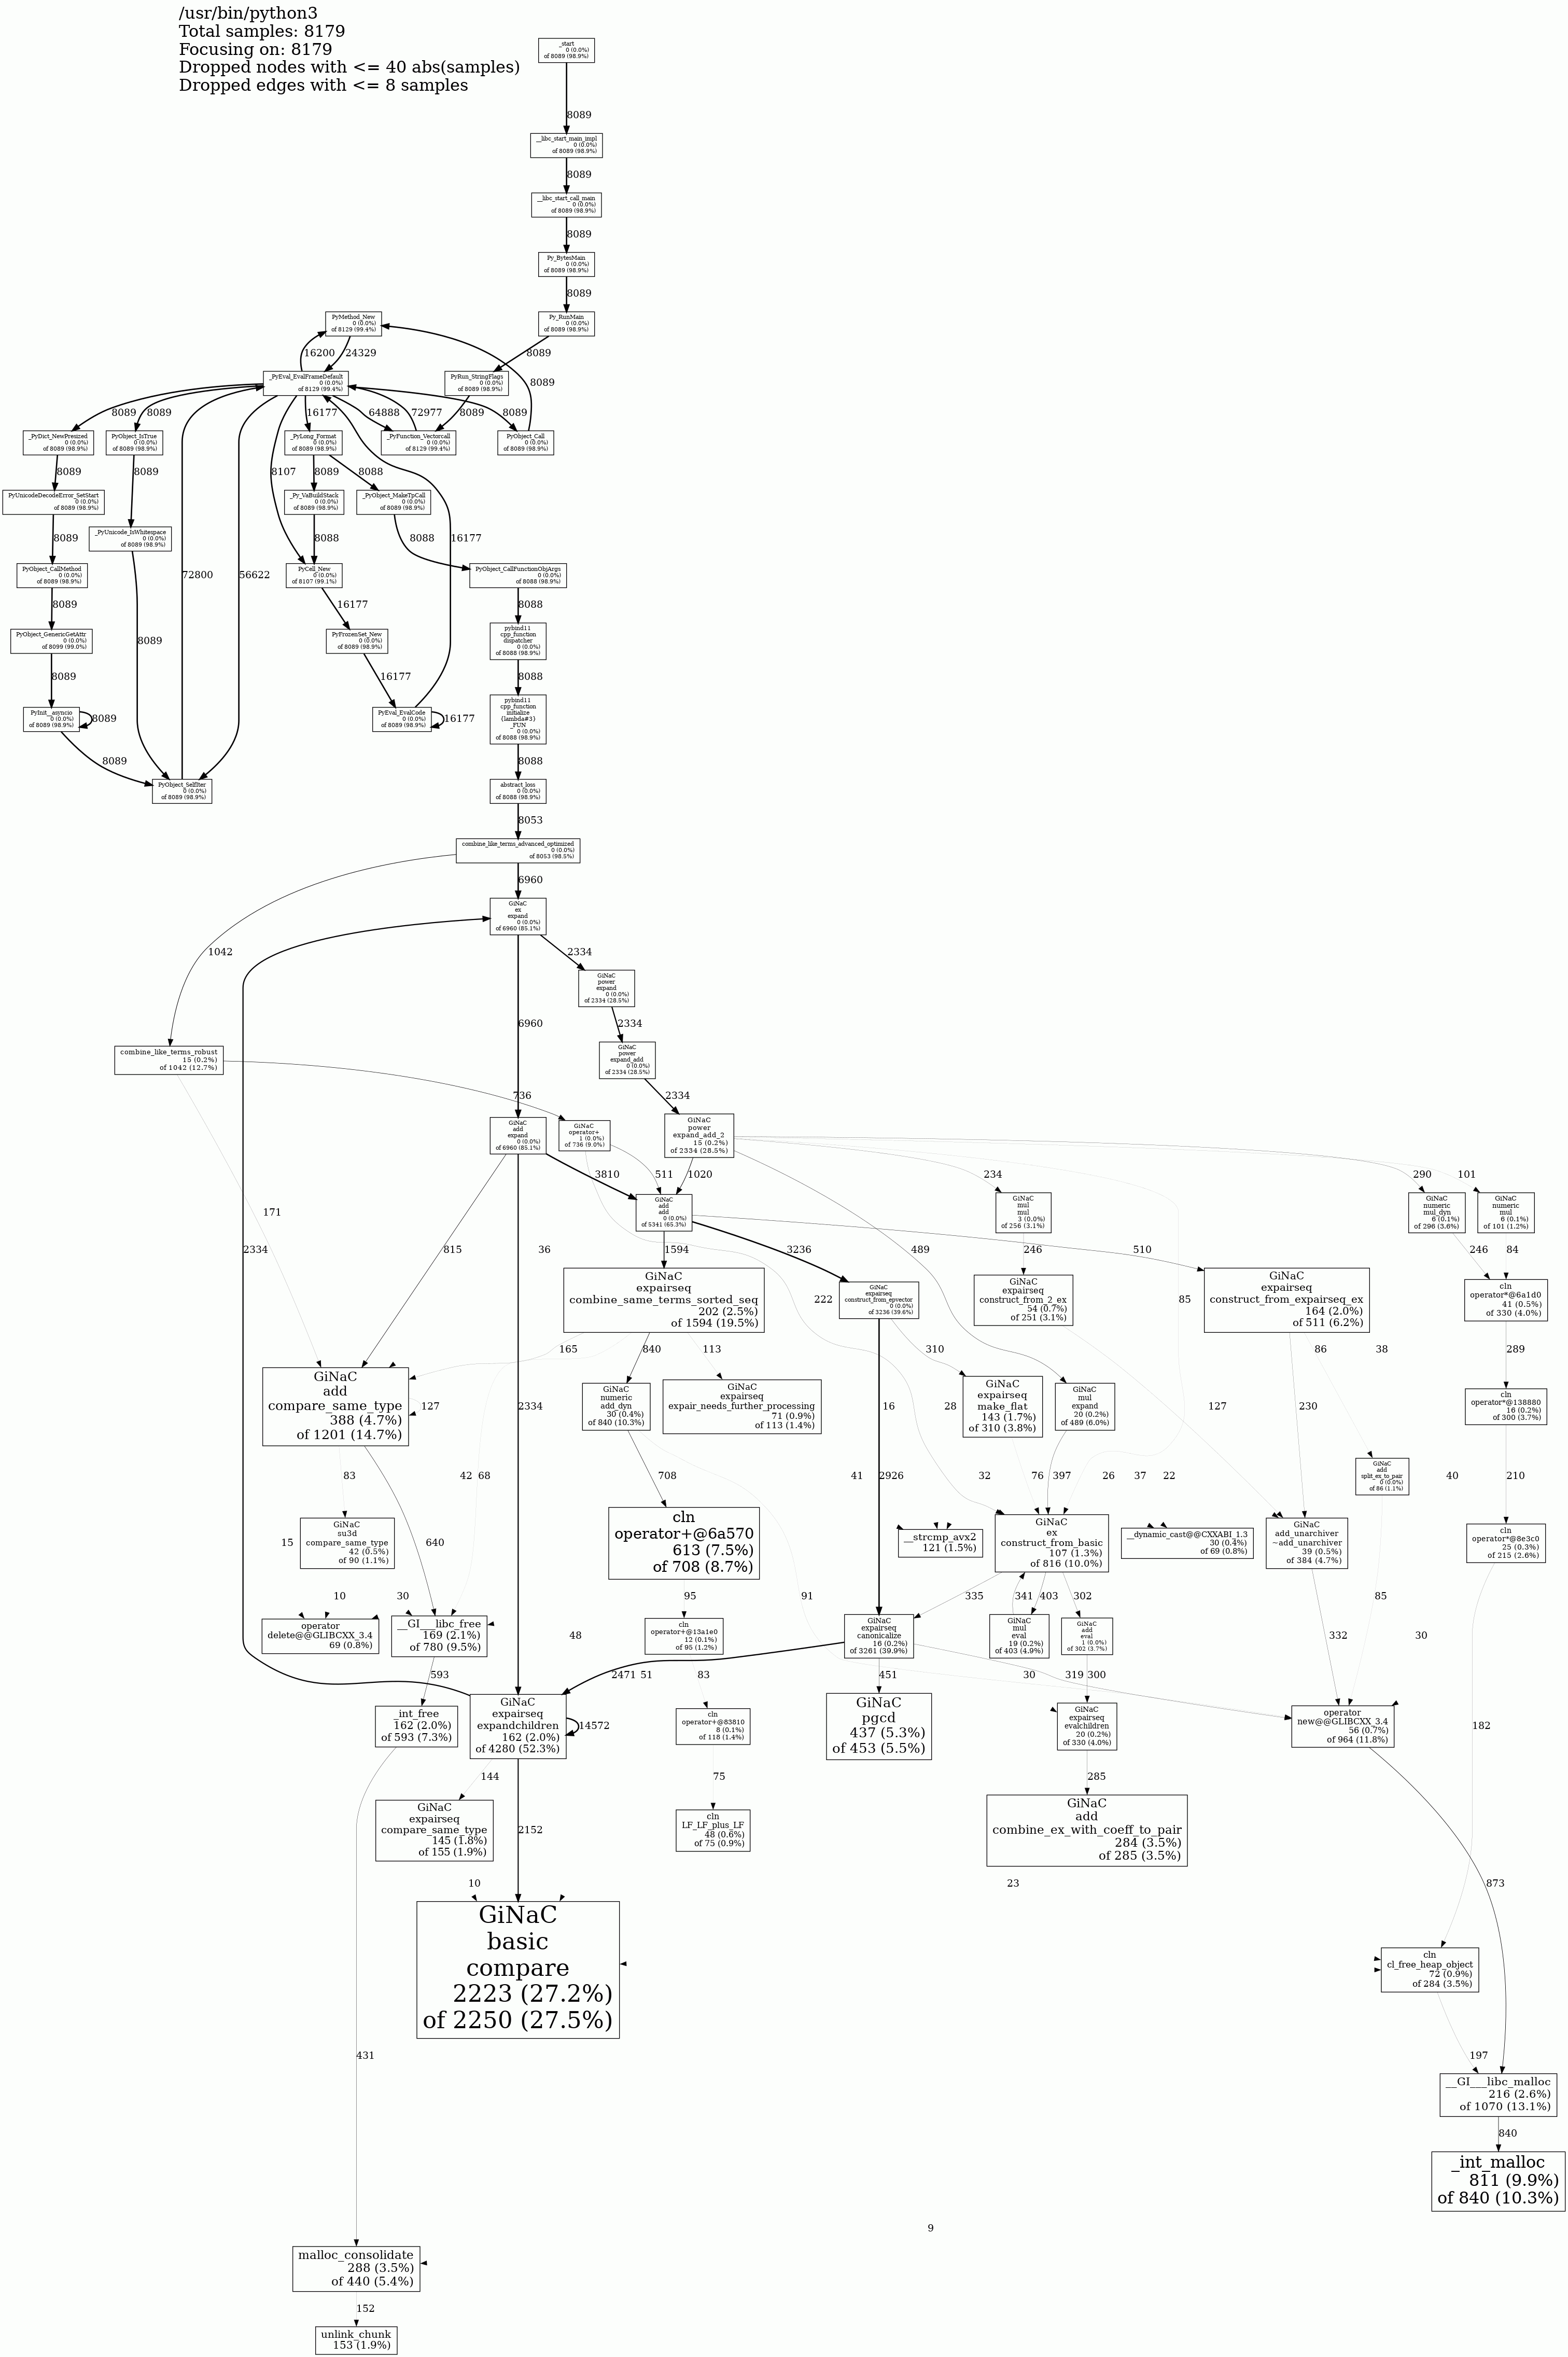 /usr/bin/python3
Total samples: 8179
Focusing on: 8179
Dropped nodes with <= 40 abs(samples)
Dropped edges with <= 8 samples
_start
0 (0.0%)
of 8089 (98.9%)
8089
__libc_start_main_impl
0 (0.0%)
of 8089 (98.9%)
8089
__libc_start_call_main
0 (0.0%)
of 8089 (98.9%)
8089
Py_BytesMain
0 (0.0%)
of 8089 (98.9%)
8089
PyMethod_New
0 (0.0%)
of 8129 (99.4%)
Py_RunMain
0 (0.0%)
of 8089 (98.9%)
16200
24329
8089
8089
_PyEval_EvalFrameDefault
0 (0.0%)
of 8129 (99.4%)
PyRun_StringFlags
0 (0.0%)
of 8089 (98.9%)
8089
8089
16177
64888
72977
8089
8089
_PyDict_NewPresized
0 (0.0%)
of 8089 (98.9%)
PyObject_IsTrue
0 (0.0%)
of 8089 (98.9%)
_PyLong_Format
0 (0.0%)
of 8089 (98.9%)
_PyFunction_Vectorcall
0 (0.0%)
of 8129 (99.4%)
PyObject_Call
0 (0.0%)
of 8089 (98.9%)
8089
8089
8107
8089
8088
PyUnicodeDecodeError_SetStart
0 (0.0%)
of 8089 (98.9%)
_Py_VaBuildStack
0 (0.0%)
of 8089 (98.9%)
_PyObject_MakeTpCall
0 (0.0%)
of 8089 (98.9%)
8089
_PyUnicode_IsWhitespace
0 (0.0%)
of 8089 (98.9%)
8088
8088
16177
PyObject_CallMethod
0 (0.0%)
of 8089 (98.9%)
72800
56622
PyCell_New
0 (0.0%)
of 8107 (99.1%)
PyObject_CallFunctionObjArgs
0 (0.0%)
of 8088 (98.9%)
8089
16177
8088
PyObject_GenericGetAttr
0 (0.0%)
of 8099 (99.0%)
8089
PyFrozenSet_New
0 (0.0%)
of 8089 (98.9%)
pybind11
cpp_function
dispatcher
0 (0.0%)
of 8088 (98.9%)
8089
16177
8088
PyInit__asyncio
0 (0.0%)
of 8089 (98.9%)
8089
PyEval_EvalCode
0 (0.0%)
of 8089 (98.9%)
16177
pybind11
cpp_function
initialize
{lambda#3}
_FUN
0 (0.0%)
of 8088 (98.9%)
8089
8088
PyObject_SelfIter
0 (0.0%)
of 8089 (98.9%)
abstract_loss
0 (0.0%)
of 8088 (98.9%)
8053
combine_like_terms_advanced_optimized
0 (0.0%)
of 8053 (98.5%)
6960
GiNaC
ex
expand
0 (0.0%)
of 6960 (85.1%)
1042
2334
GiNaC
power
expand
0 (0.0%)
of 2334 (28.5%)
6960
2334
combine_like_terms_robust
15 (0.2%)
of 1042 (12.7%)
GiNaC
power
expand_add
0 (0.0%)
of 2334 (28.5%)
736
2334
GiNaC
add
expand
0 (0.0%)
of 6960 (85.1%)
GiNaC
operator+
1 (0.0%)
of 736 (9.0%)
GiNaC
power
expand_add_2
15 (0.2%)
of 2334 (28.5%)
3810
511
1020
234
290
101
171
GiNaC
add
add
0 (0.0%)
of 5341 (65.3%)
GiNaC
mul
mul
3 (0.0%)
of 256 (3.1%)
GiNaC
numeric
mul_dyn
6 (0.1%)
of 296 (3.6%)
GiNaC
numeric
mul
6 (0.1%)
of 101 (1.2%)
2334
815
36
1594
3236
489
246
510
246
84
GiNaC
expairseq
combine_same_terms_sorted_seq
202 (2.5%)
of 1594 (19.5%)
222
GiNaC
expairseq
construct_from_epvector
0 (0.0%)
of 3236 (39.6%)
GiNaC
expairseq
construct_from_2_ex
54 (0.7%)
of 251 (3.1%)
85
GiNaC
expairseq
construct_from_expairseq_ex
164 (2.0%)
of 511 (6.2%)
cln
operator*@6a1d0
41 (0.5%)
of 330 (4.0%)
165
840
113
310
86
38
289
GiNaC
add
compare_same_type
388 (4.7%)
of 1201 (14.7%)
127
2334
GiNaC
numeric
add_dyn
30 (0.4%)
of 840 (10.3%)
GiNaC
expairseq
expair_needs_further_processing
71 (0.9%)
of 113 (1.4%)
16
28
GiNaC
expairseq
make_flat
143 (1.7%)
of 310 (3.8%)
GiNaC
mul
expand
20 (0.2%)
of 489 (6.0%)
127
230
cln
operator*@138880
16 (0.2%)
of 300 (3.7%)
83
42
68
708
41
2926
32
76
397
26
37
22
GiNaC
add
split_ex_to_pair
0 (0.0%)
of 86 (1.1%)
40
210
15
GiNaC
su3d
compare_same_type
42 (0.5%)
of 90 (1.1%)
640
cln
operator+@6a570
613 (7.5%)
of 708 (8.7%)
__strcmp_avx2
121 (1.5%)
GiNaC
ex
construct_from_basic
107 (1.3%)
of 816 (10.0%)
__dynamic_cast@@CXXABI_1.3
30 (0.4%)
of 69 (0.8%)
GiNaC
add_unarchiver
~add_unarchiver
39 (0.5%)
of 384 (4.7%)
cln
operator*@8e3c0
25 (0.3%)
of 215 (2.6%)
10
30
95
91
335
341
403
302
85
operator
delete@@GLIBCXX_3.4
69 (0.8%)
__GI___libc_free
169 (2.1%)
of 780 (9.5%)
48
cln
operator+@13a1e0
12 (0.1%)
of 95 (1.2%)
GiNaC
expairseq
canonicalize
16 (0.2%)
of 3261 (39.9%)
GiNaC
mul
eval
19 (0.2%)
of 403 (4.9%)
GiNaC
add
eval
1 (0.0%)
of 302 (3.7%)
332
30
593
2471
51
83
451
30
319
300
_int_free
162 (2.0%)
of 593 (7.3%)
GiNaC
expairseq
expandchildren
162 (2.0%)
of 4280 (52.3%)
14572
cln
operator+@83810
8 (0.1%)
of 118 (1.4%)
GiNaC
pgcd
437 (5.3%)
of 453 (5.5%)
GiNaC
expairseq
evalchildren
20 (0.2%)
of 330 (4.0%)
operator
new@@GLIBCXX_3.4
56 (0.7%)
of 964 (11.8%)
182
144
75
285
GiNaC
expairseq
compare_same_type
145 (1.8%)
of 155 (1.9%)
2152
cln
LF_LF_plus_LF
48 (0.6%)
of 75 (0.9%)
GiNaC
add
combine_ex_with_coeff_to_pair
284 (3.5%)
of 285 (3.5%)
10
23
873
GiNaC
basic
compare
2223 (27.2%)
of 2250 (27.5%)
cln
cl_free_heap_object
72 (0.9%)
of 284 (3.5%)
431
197
__GI___libc_malloc
216 (2.6%)
of 1070 (13.1%)
840
_int_malloc
811 (9.9%)
of 840 (10.3%)
9
malloc_consolidate
288 (3.5%)
of 440 (5.4%)
152
unlink_chunk
153 (1.9%)